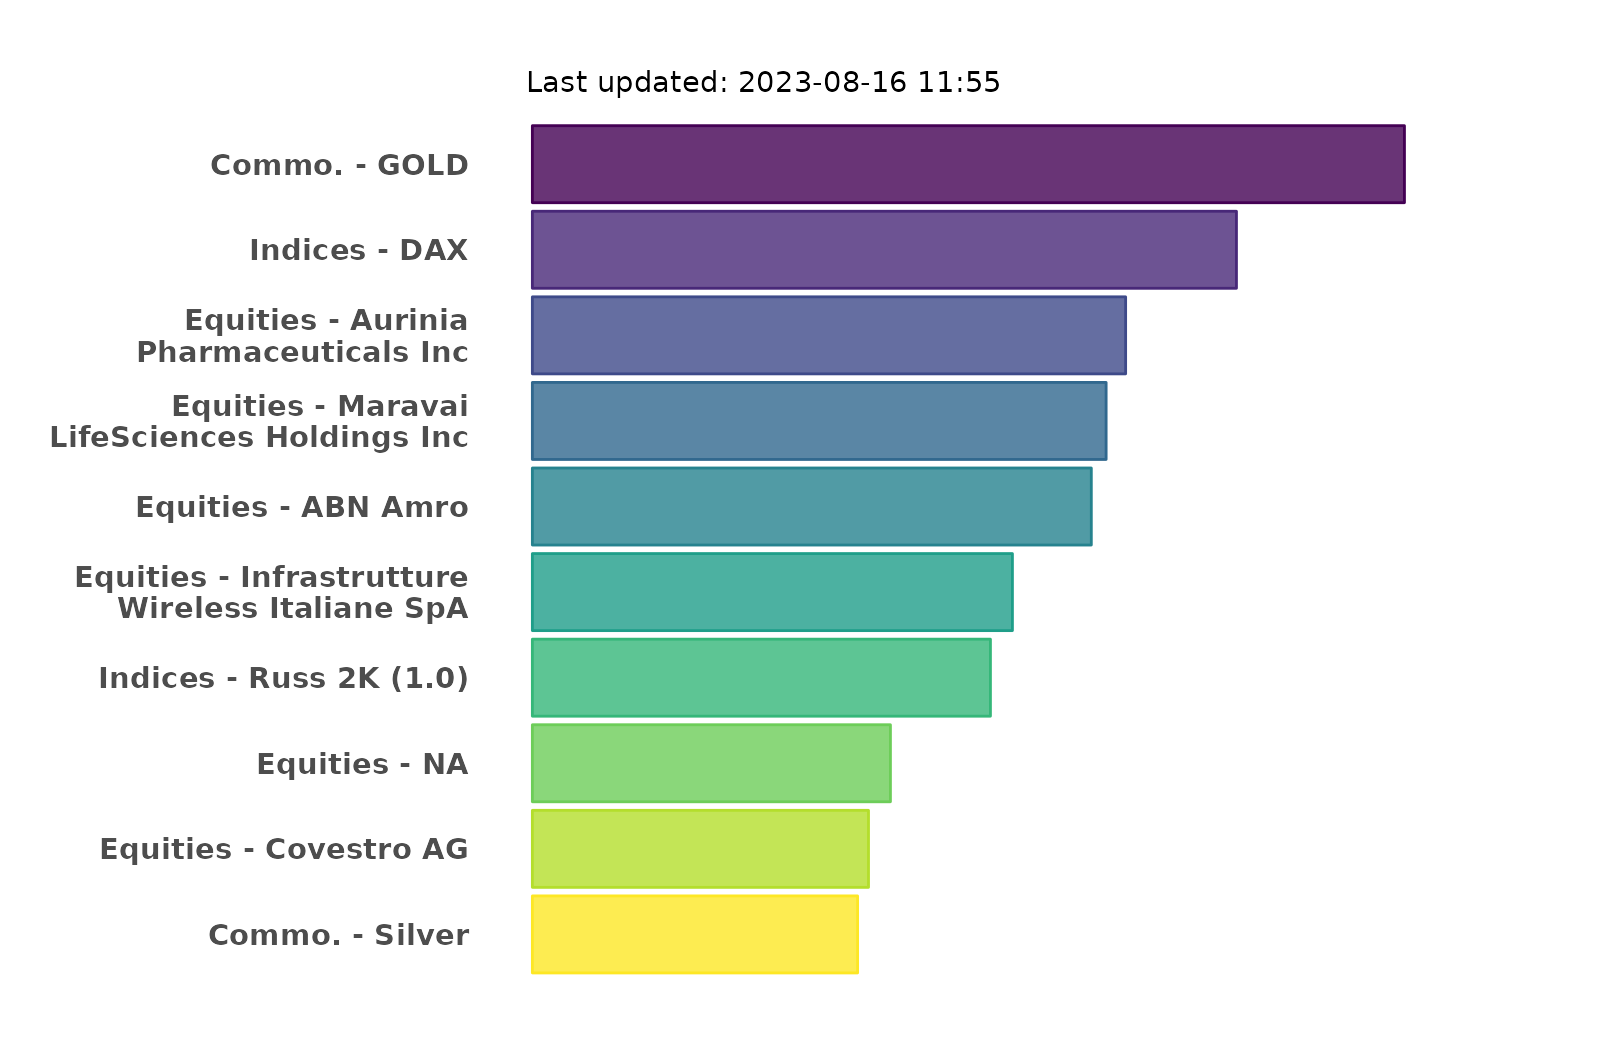 Last updated: 2023-08-16 11:55
Commo. - GOLD
Indices - DAX
Equities - Aurinia
Pharmaceuticals Inc
Equities - Maravai
LifeSciences Holdings Inc
Equities - ABN Amro
Equities - Infrastrutture
Wireless Italiane SpA
Indices - Russ 2K (1.0)
Equities - NA
Equities - Covestro AG
Commo. - Silver